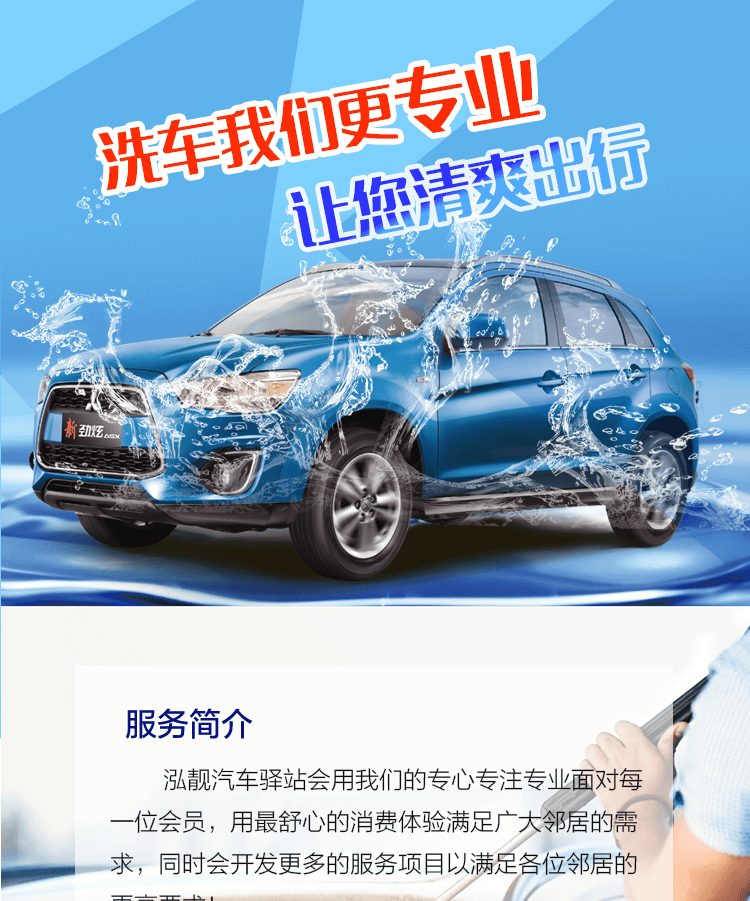 洗车我们更专业
让您清爽出行
新劲炫ASX
服务简介
泓靓汽车驿站会用我们的专心专注专业面对每
一位会员，用最舒心的消费体验满足广大邻居的需
求，同时会开发更多的服务项目以满足各位邻居的